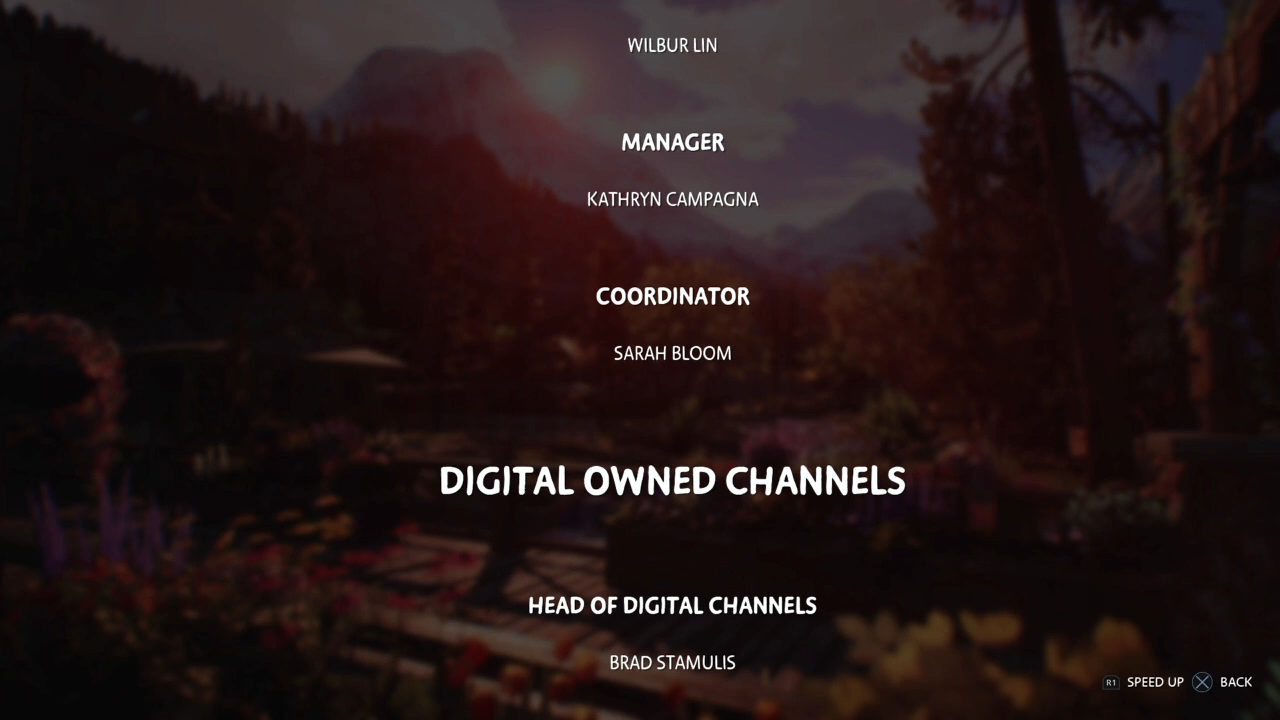 WILBUR LIN
MANAGER
KATHRYN CAMPAGNA
COORDINATOR
SARAH BLOOM
DIGITAL OWNED CHANNELS
HEAD OF DIGITAL CHANNELS
BRAD STAMULIS
R1 SPEED UP BACK